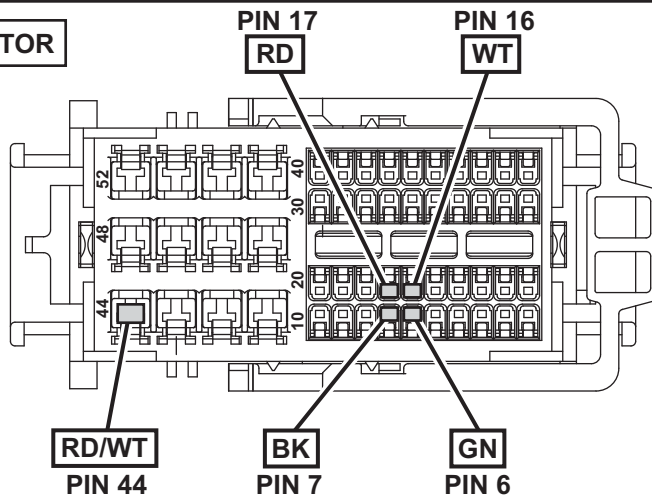 PIN 17
PIN 16
TOR
RD
WT
52
40
30
48
20
44
10
RD/WT
BK
GN
PIN 44
PIN 7
PIN 6